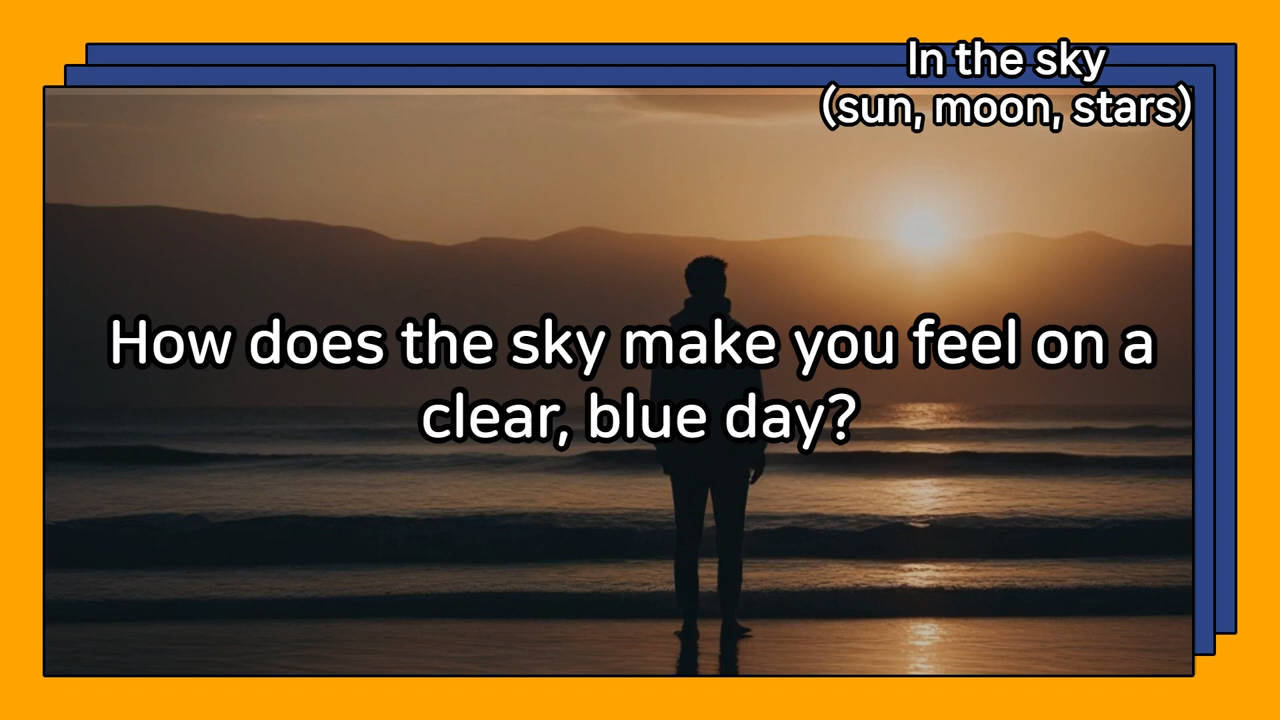 In the sky
(sun, moon, stars)
How does the sky make you feel on a
clear, blue day?